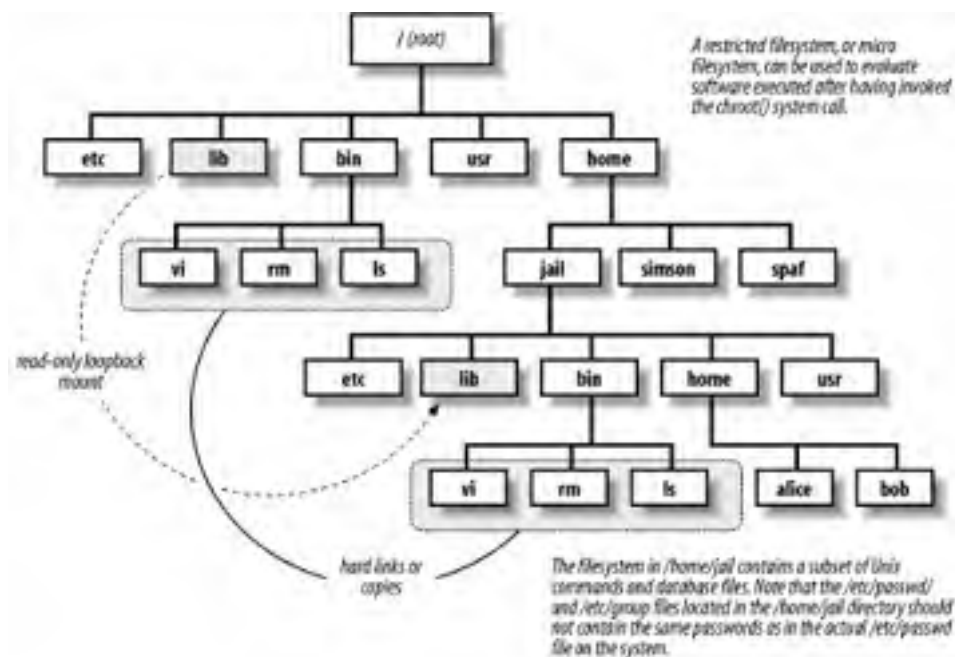 / (root)
A restricted filesystem, or micro
filesystem, can be used to evaluate
software executed after having invoked
the chroot() system call.
etc
lib
bin
usr
home
vi
rm
ls
jail
simson
spaf
read-only loopback
mount
etc
lib
bin
home
usr
vi
rm
ls
alice
bob
hard links or
copies
The filesystem in /home/jail contains a subset of Unix
commands and database files. Note that the /etc/passwd/
and /etc/group files located in the /home/jail directory should
not contain the same passwords as in the actual /etc/passwd
file on the system.